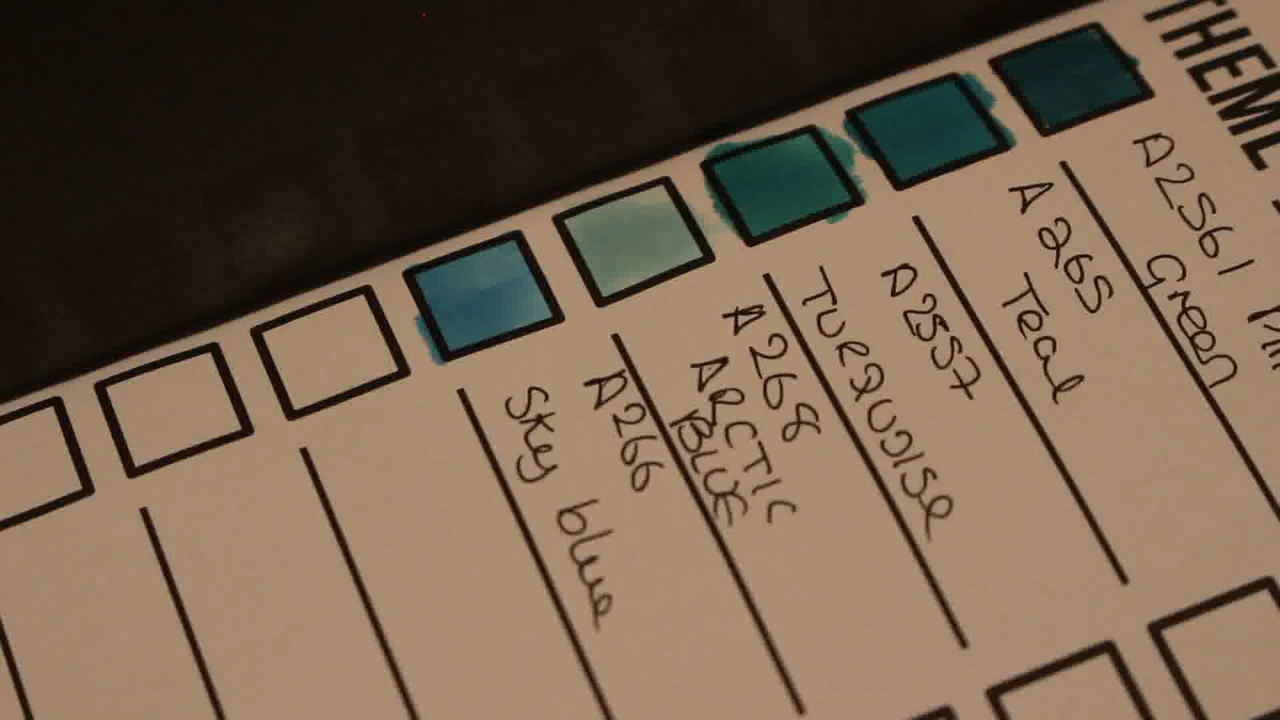 THEME
A2561
Green
A265
Teal
A2557
TURQUOISE
A268
ARCTIC
BLUE
A266
Sky blue